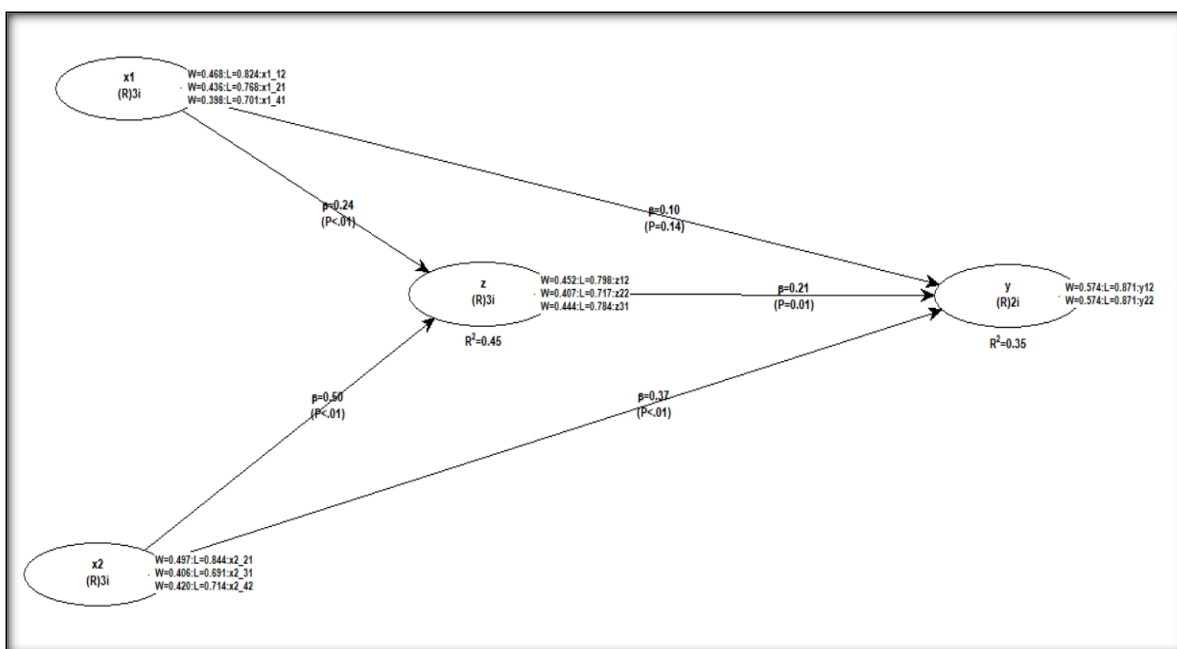 x1
(R)3i
W=0.468:L=0.824:x1_12
W=0.436:L=0.768:x1_21
W=0.398:L=0.701:x1_41
β=0.24
(P<.01)
β=0.10
(P=0.14)
z
(R)3i
W=0.452:L=0.798:z12
W=0.407:L=0.717:z22
W=0.444:L=0.784:z31
R²=0.45
β=0.21
(P=0.01)
y
(R)2i
W=0.574:L=0.871:y12
W=0.574:L=0.871:y22
R²=0.35
β=0.50
(P<.01)
β=0.37
(P<.01)
x2
(R)3i
W=0.497:L=0.844:x2_21
W=0.406:L=0.691:x2_31
W=0.420:L=0.714:x2_42